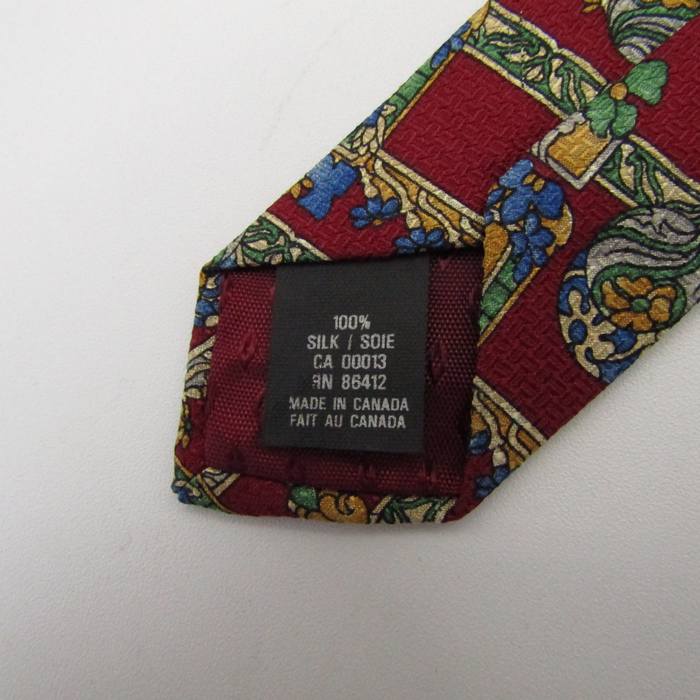 100%
SILK / SOIE
CA 00013
RN 86412
MADE IN CANADA
FAIT AU CANADA